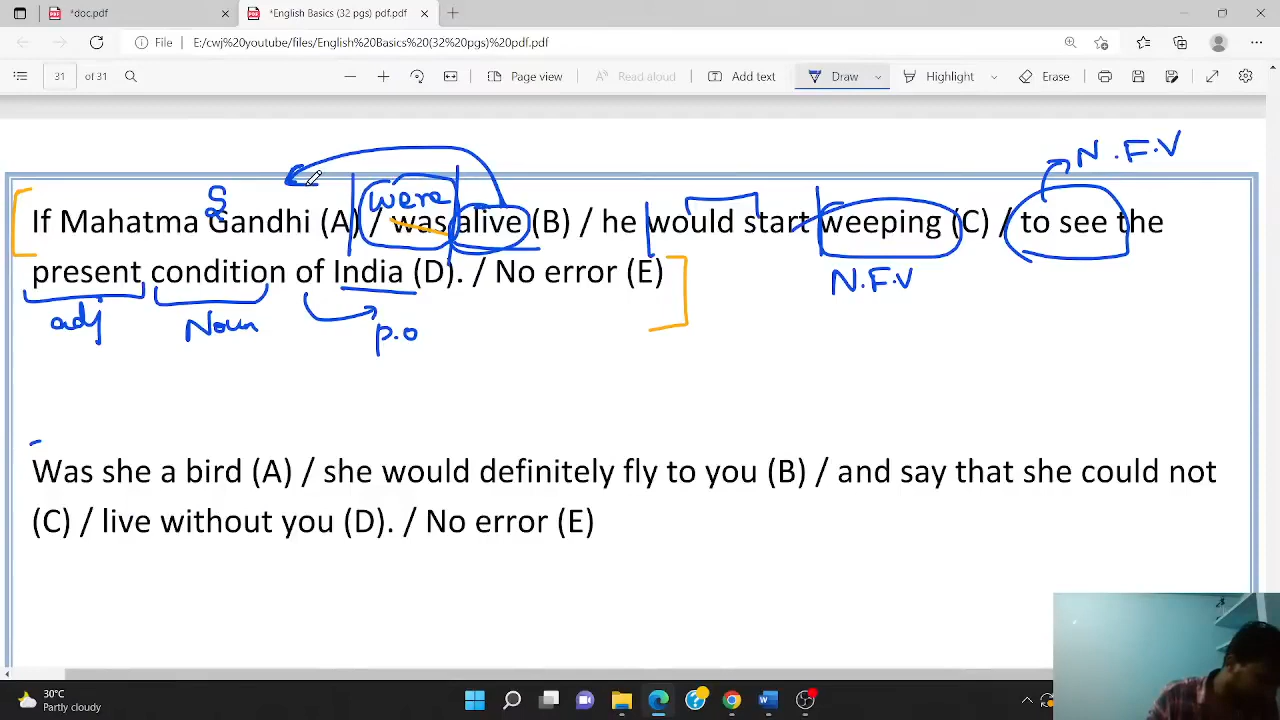 *doc.pdf
*English Basics (32 pgs) pdf.pdf
File
E:/cwj%20youtube/files/English%20Basics%20(32%20pgs)%20pdf.pdf
31 of 31
Page view
Read aloud
Add text
Draw
Highlight
Erase
N.F.V
S
were
If Mahatma Gandhi (A) / was alive (B) / he would start weeping (C) / to see the
present condition of India (D). / No error (E)
N.F.V
adj
Noun
p.o
Was she a bird (A) / she would definitely fly to you (B) / and say that she could not
(C) / live without you (D). / No error (E)
30°C
Partly cloudy